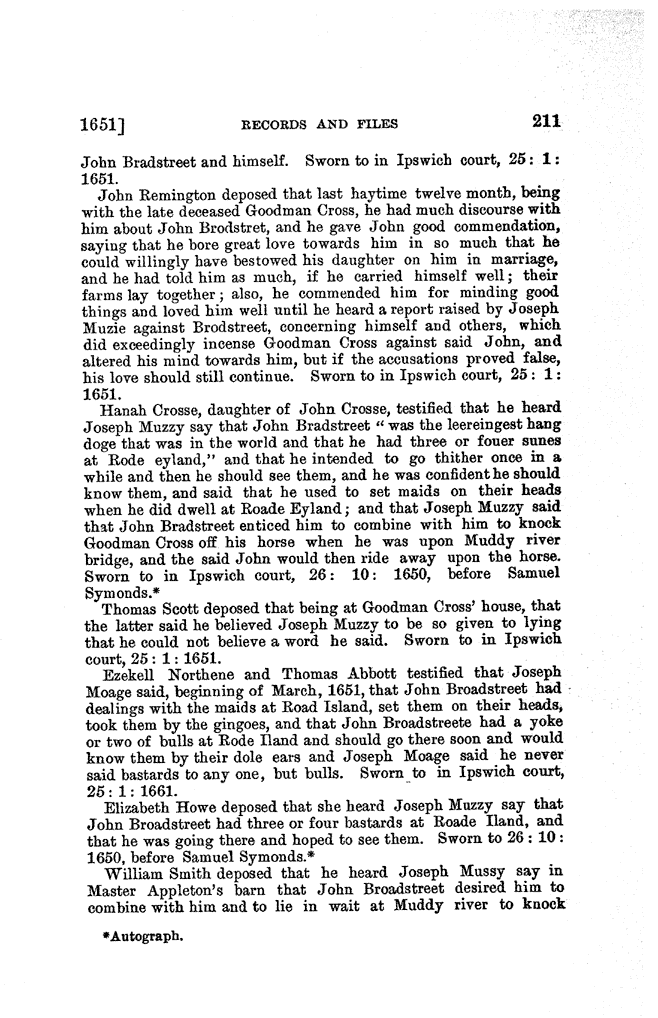 1651] RECORDS AND FILES 211
John Bradstreet and himself. Sworn to in Ipswich court, 25: 1:
1651.
John Remington deposed that last haytime twelve month, being
with the late deceased Goodman Cross, he had much discourse with
him about John Brodstret, and he gave John good commendation,
saying that he bore great love towards him in so much that he
could willingly have bestowed his daughter on him in marriage,
and he had told him as much, if he carried himself well; their
farms lay together; also, he commended him for minding good
things and loved him well until he heard a report raised by Joseph
Muzie against Brodstreet, concerning himself and others, which
did exceedingly incense Goodman Cross against said John, and
altered his mind towards him, but if the accusations proved false,
his love should still continue. Sworn to in Ipswich court, 25: 1:
1651.
Hanah Crosse, daughter of John Crosse, testified that he heard
Joseph Muzzy say that John Bradstreet "was the leereingest hang
doge that was in the world and that he had three or fouer sunes
at Rode eyland," and that he intended to go thither once in a
while and then he should see them, and he was confident he should
know them, and said that he used to set maids on their heads
when he did dwell at Roade Eyland; and that Joseph Muzzy said
that John Bradstreet enticed him to combine with him to knock
Goodman Cross off his horse when he was upon Muddy river
bridge, and the said John would then ride away upon the horse.
Sworn to in Ipswich court, 26: 10: 1650, before Samuel
Symonds.*
Thomas Scott deposed that being at Goodman Cross' house, that
the latter said he believed Joseph Muzzy to be so given to lying
that he could not believe a word he said. Sworn to in Ipswich
court, 25: 1: 1651.
Ezekell Northene and Thomas Abbott testified that Joseph
Moage said, beginning of March, 1651, that John Broadstreet had
dealings with the maids at Road Island, set them on their heads,
took them by the gingoes, and that John Broadstreete had a yoke
or two of bulls at Rode Iland and should go there soon and would
know them by their dole ears and Joseph Moage said he never
said bastards to any one, but bulls. Sworn to in Ipswich court,
25: 1: 1661.
Elizabeth Howe deposed that she heard Joseph Muzzy say that
John Broadstreet had three or four bastards at Roade Iland, and
that he was going there and hoped to see them. Sworn to 26: 10:
1650, before Samuel Symonds.*
William Smith deposed that he heard Joseph Mussy say in
Master Appleton's barn that John Broadstreet desired him to
combine with him and to lie in wait at Muddy river to knock
*Autograph.